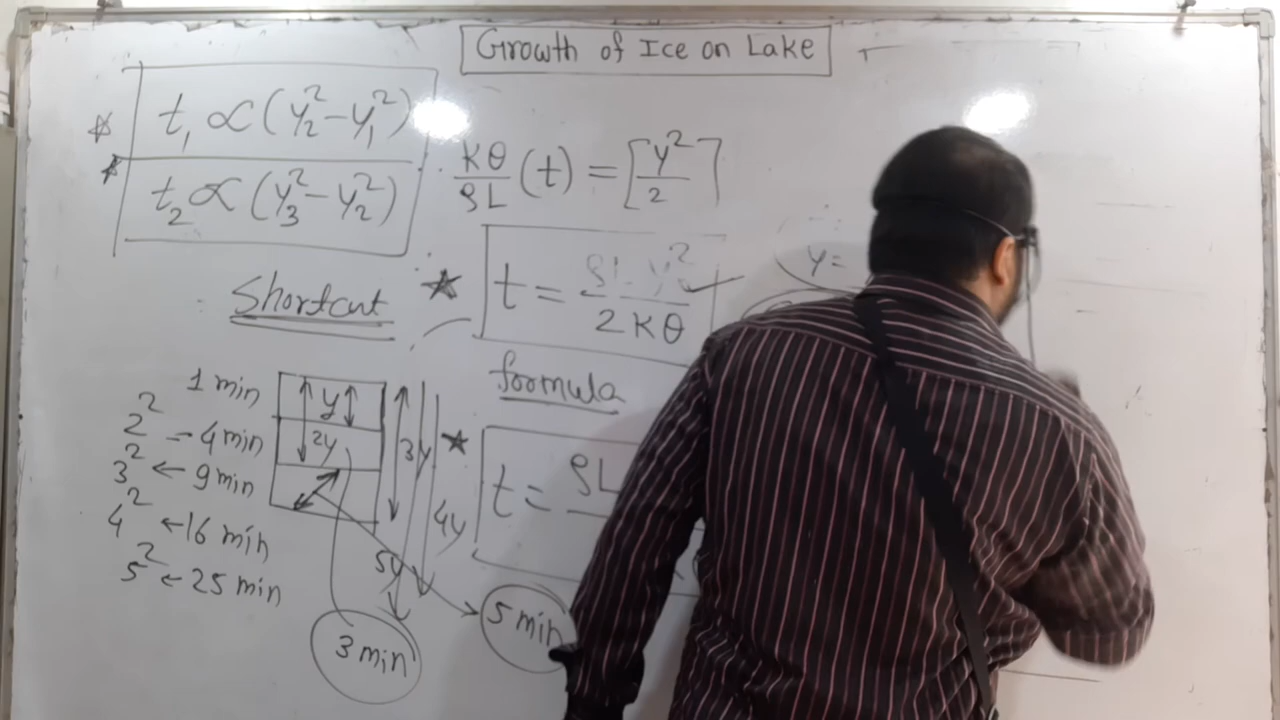 Growth of Ice on Lake
t₁ ∝ (y₂² - y₁²)
t₂ ∝ (y₃² - y₂²)
Kθ/ρL (t) = [y²/2]
t = ρL y²/2Kθ
y =
Shortcut
formula
t = ρL
1 min
2² - 4 min
3² ← 9 min
4² ← 16 min
5² ← 25 min
y
2y
3y
4y
5y
3 min
5 min